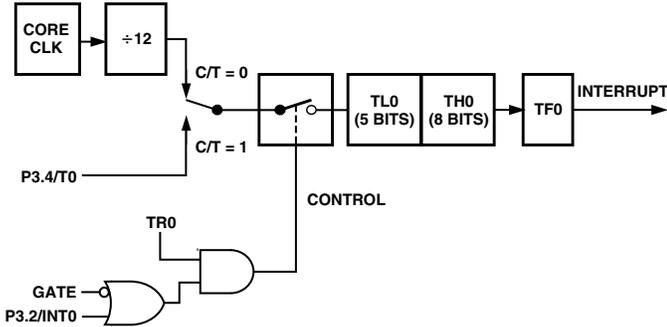 CORE
CLK
÷12
C/T = 0
C/T = 1
P3.4/T0
TL0
(5 BITS)
TH0
(8 BITS)
TF0
INTERRUPT
CONTROL
TR0
GATE
P3.2/INT0